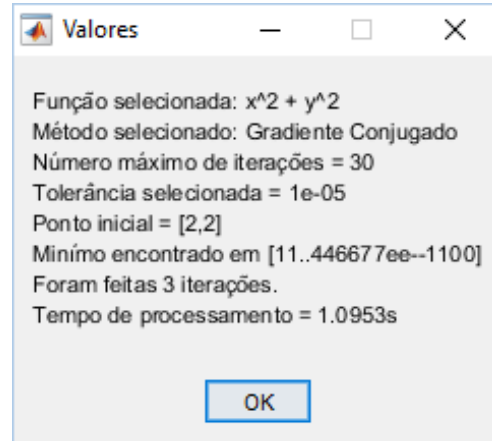 Valores
Função selecionada: x^2 + y^2
Método selecionado: Gradiente Conjugado
Número máximo de iterações = 30
Tolerância selecionada = 1e-05
Ponto inicial = [2,2]
Minímo encontrado em [11..446677ee--1100]
Foram feitas 3 iterações.
Tempo de processamento = 1.0953s
OK